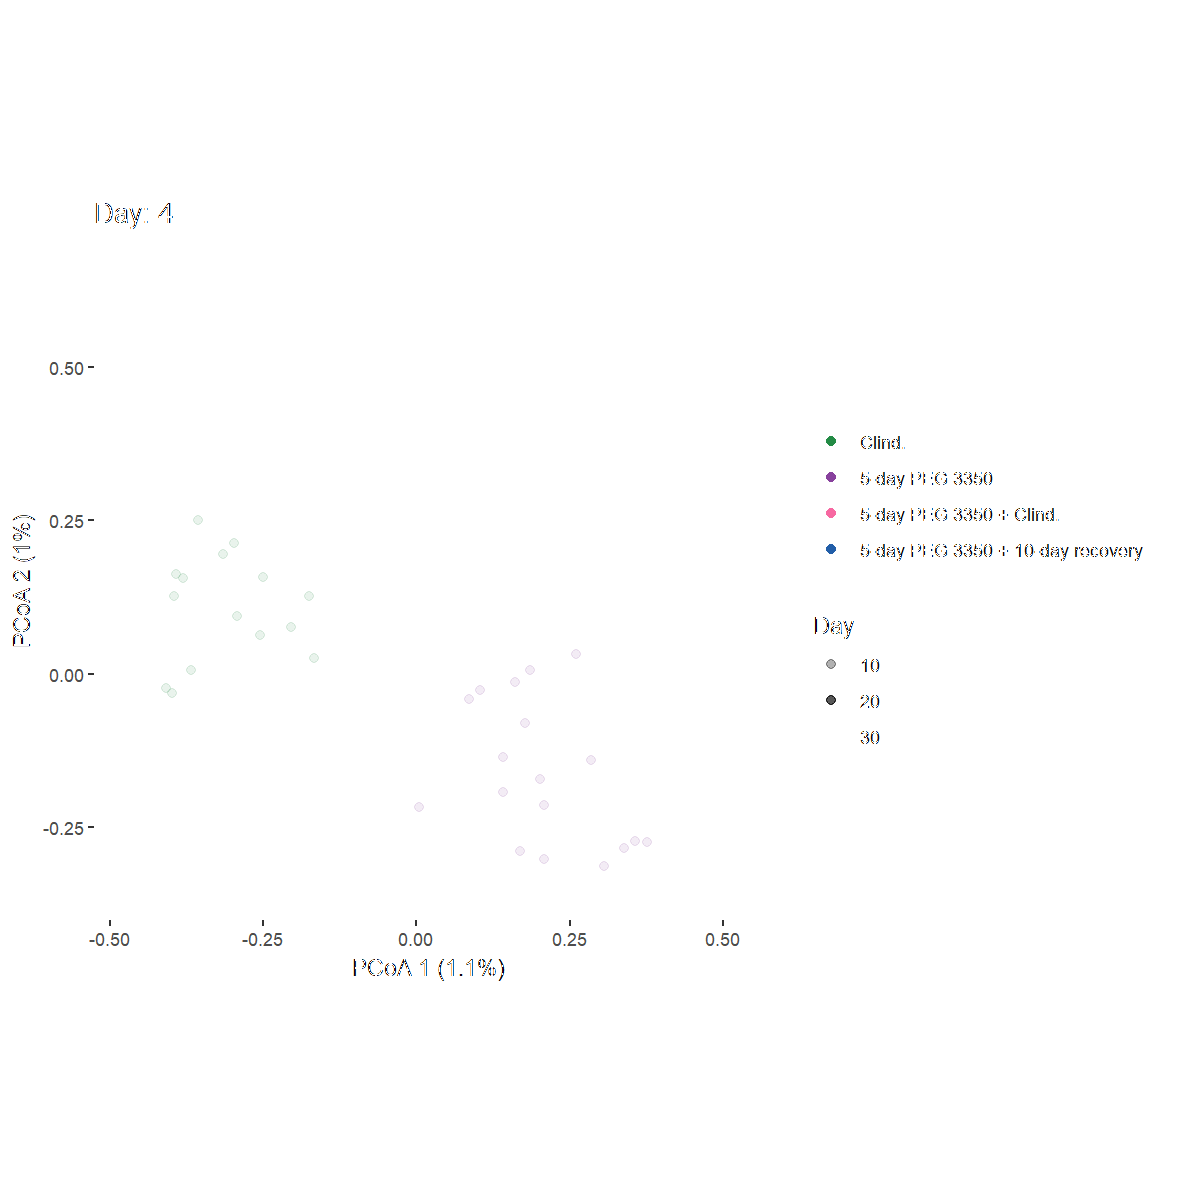 Day: 4
0.50
0.25
0.00
-0.25
PCoA 2 (1%)
-0.50
-0.25
0.00
0.25
0.50
PCoA 1 (1.1%)
Clind.
5-day PEG 3350
5-day PEG 3350 + Clind.
5-day PEG 3350 + 10-day recovery
Day
10
20
30